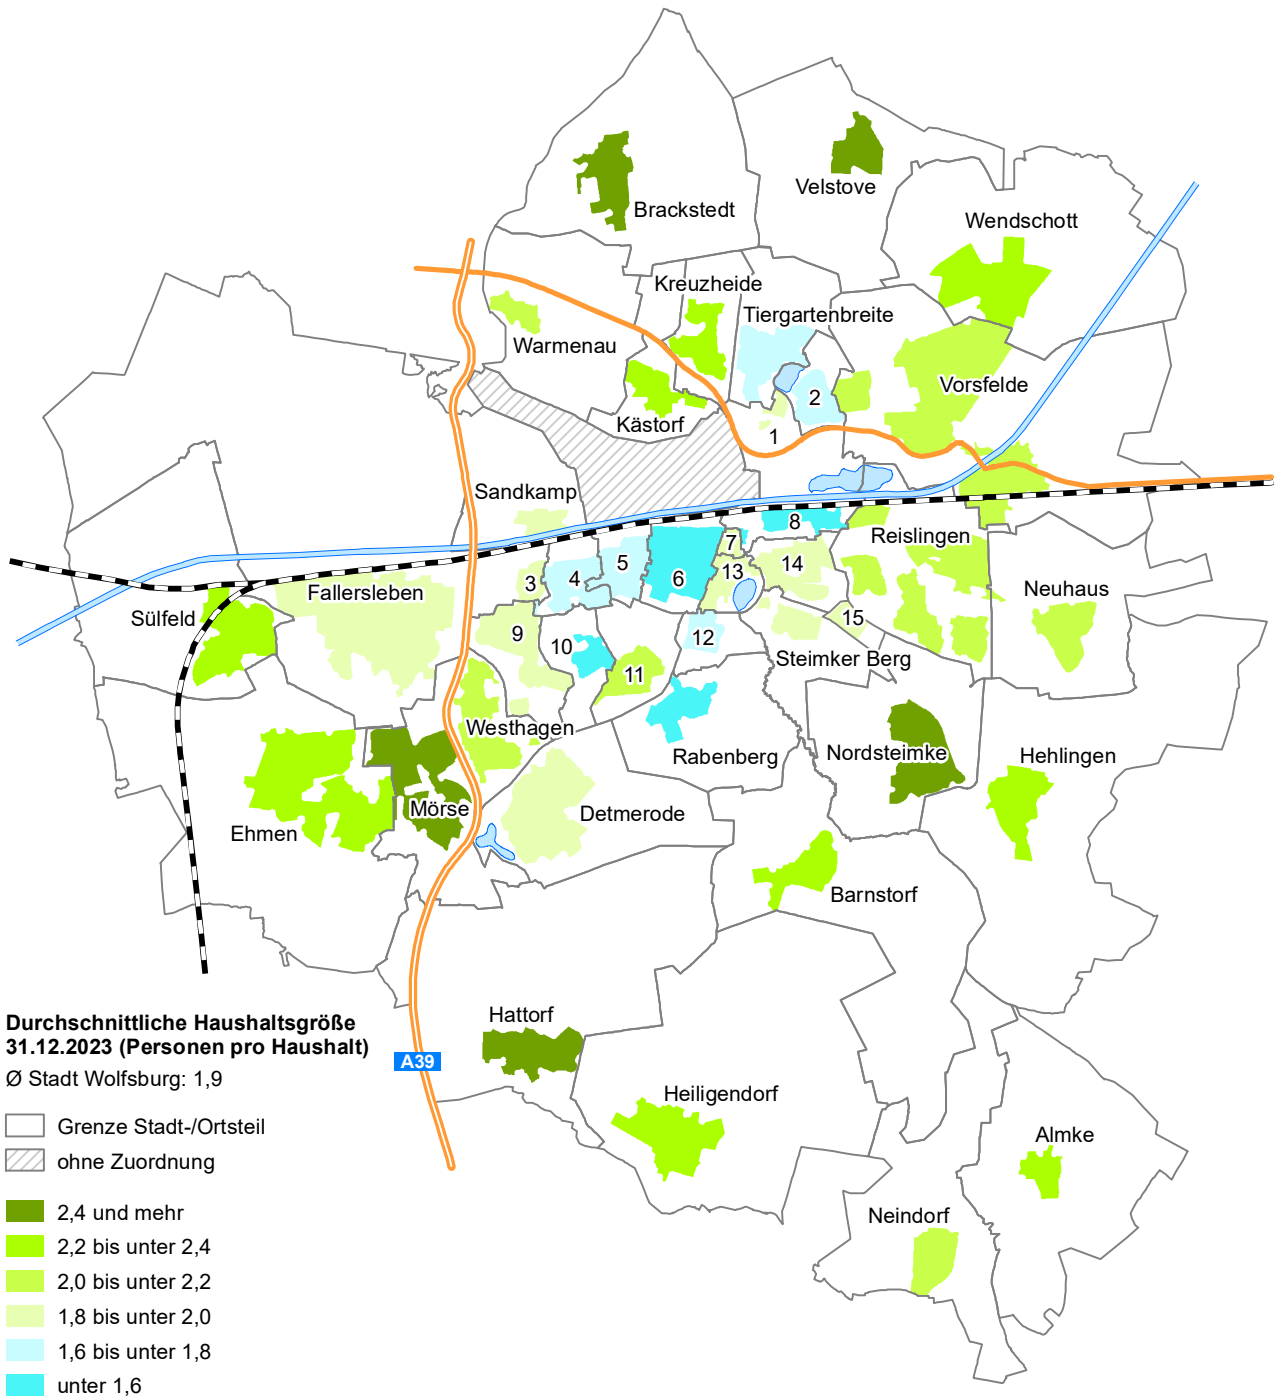 Velstove
Brackstedt
Wendschott
Kreuzheide
Tiergartenbreite
Warmenau
Vorsfelde
2
Kästorf
1
Sandkamp
8
Reislingen
7
5
14
13
4
6
3
Fallersleben
Neuhaus
Sülfeld
15
9
12
10
Steimker Berg
11
Westhagen
Rabenberg
Nordsteimke
Hehlingen
Mörse
Detmerode
Ehmen
Barnstorf
Hattorf
Durchschnittliche Haushaltsgröße
31.12.2023 (Personen pro Haushalt)
A39
Ø Stadt Wolfsburg: 1,9
Heiligendorf
Grenze Stadt-/Ortsteil
Almke
ohne Zuordnung
2,4 und mehr
Neindorf
2,2 bis unter 2,4
2,0 bis unter 2,2
1,8 bis unter 2,0
1,6 bis unter 1,8
unter 1,6